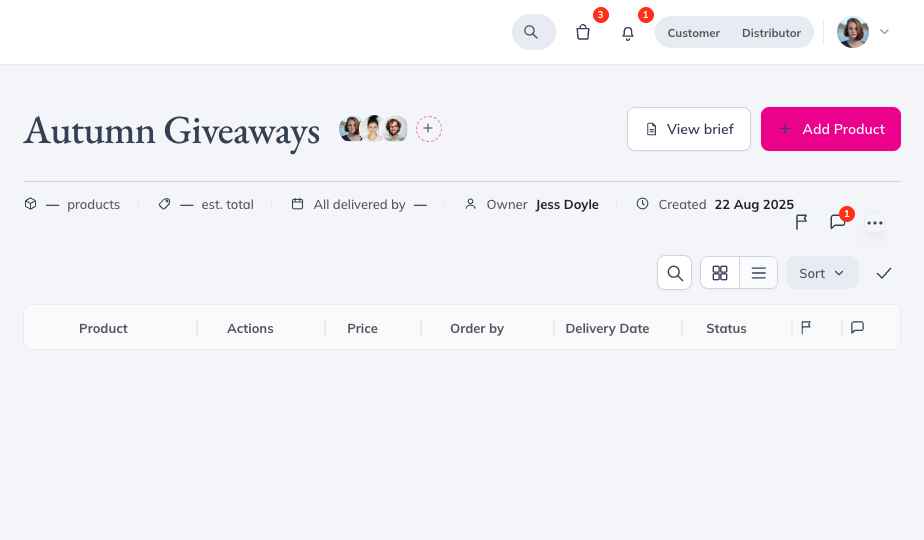 3
1
Customer Distributor
Autumn Giveaways
View brief
Add Product
— products
— est. total
All delivered by —
Owner Jess Doyle
Created 22 Aug 2025
1
Sort
Product Actions Price Order by Delivery Date Status